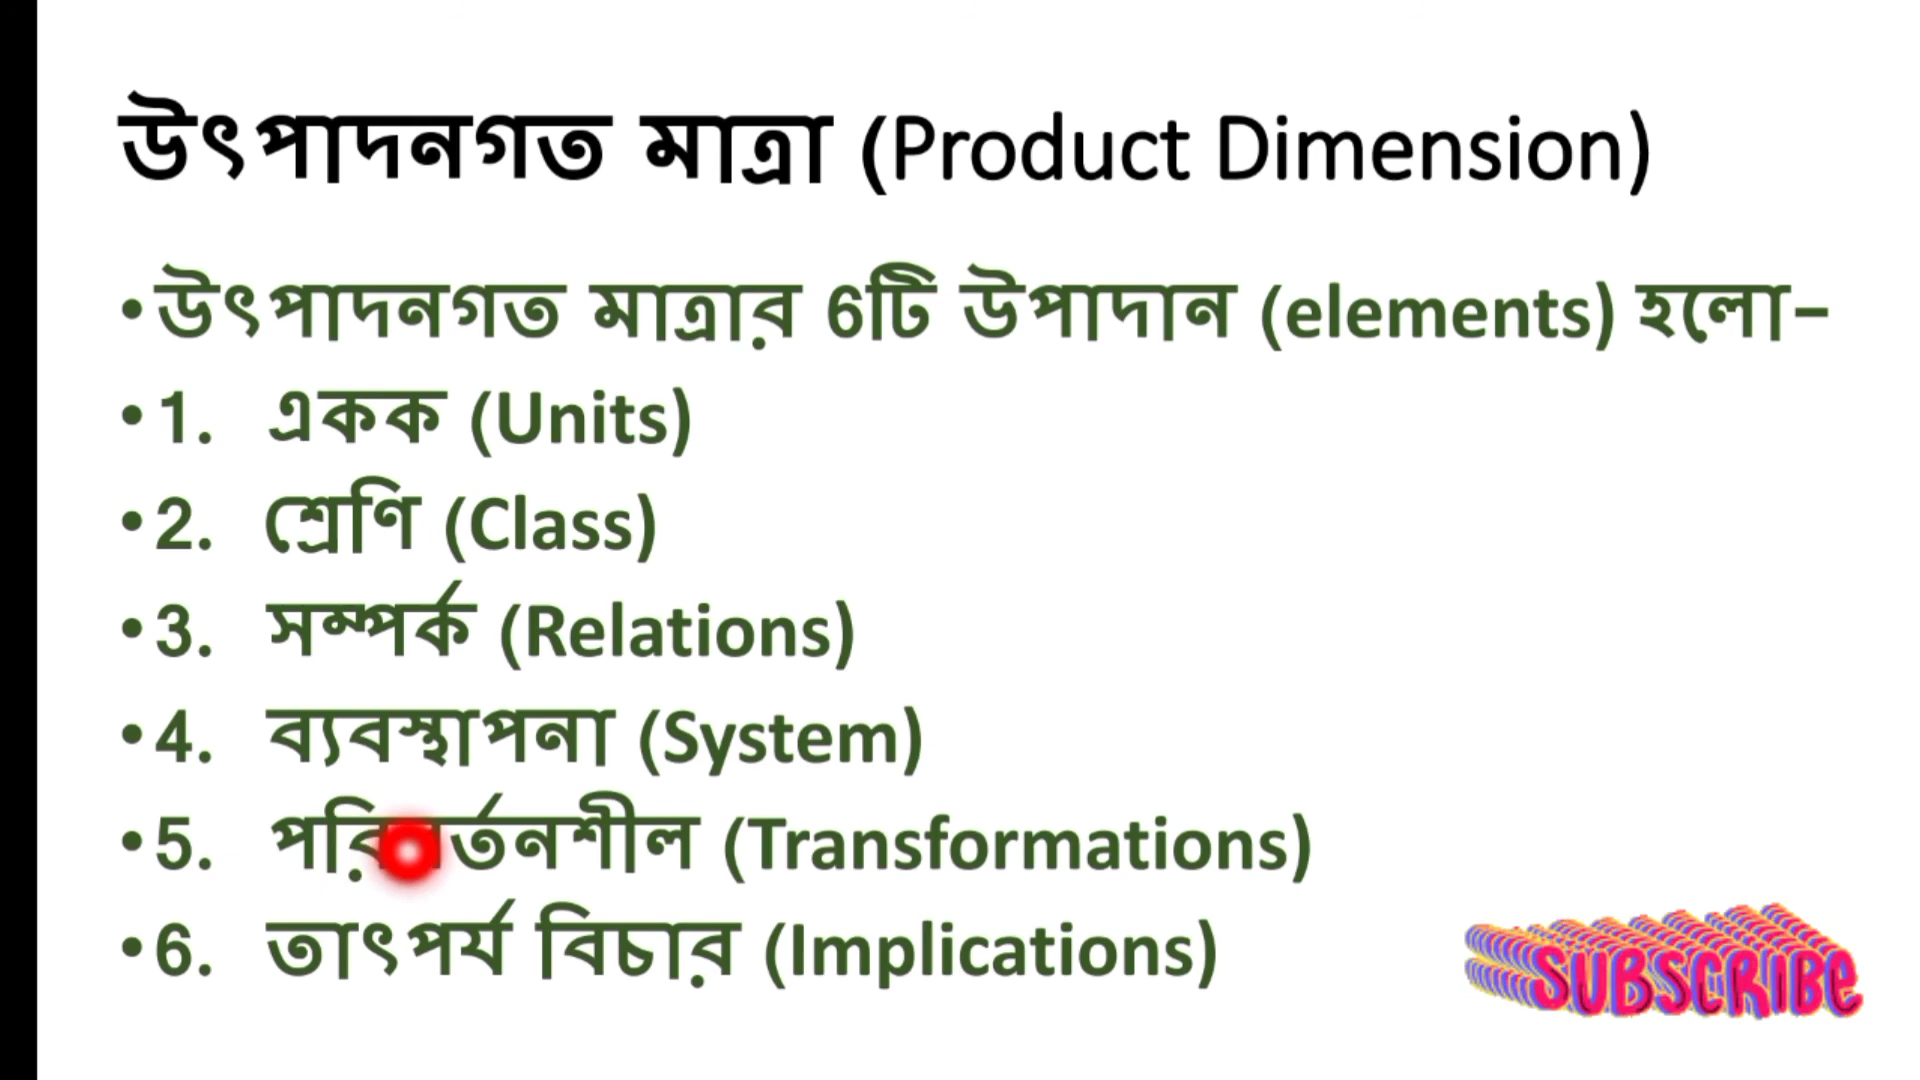 উৎপাদনগত মাত্রা (Product Dimension)
• উৎপাদনগত মাত্রার 6টি উপাদান (elements) হলো–
• 1. একক (Units)
• 2. শ্রেণি (Class)
• 3. সম্পর্ক (Relations)
• 4. ব্যবস্থাপনা (System)
• 5. পরিবর্তনশীল (Transformations)
• 6. তাৎপর্য বিচার (Implications)
SUBSCRIBE